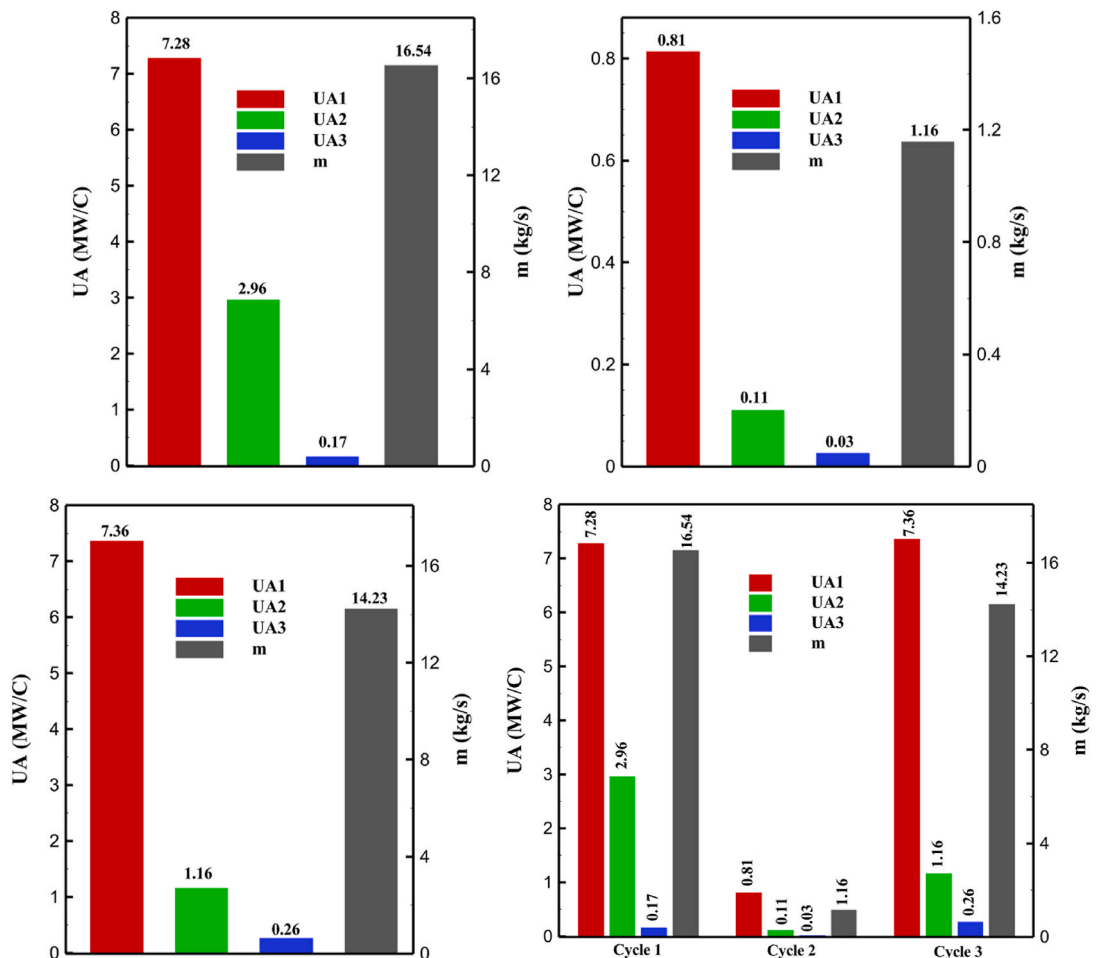 8
7
6
5
4
3
2
1
0
UA (MW/C)
7.28
2.96
0.17
16.54
UA1
UA2
UA3
m
16
12
8
4
0
m (kg/s)
0.8
0.6
0.4
0.2
0
UA (MW/C)
0.81
0.11
0.03
1.16
UA1
UA2
UA3
m
1.6
1.2
0.8
0.4
0
m (kg/s)
8
7
6
5
4
3
2
1
0
UA (MW/C)
7.36
1.16
0.26
14.23
UA1
UA2
UA3
m
16
12
8
4
0
m (kg/s)
8
7
6
5
4
3
2
1
0
UA (MW/C)
7.28
2.96
0.17
16.54
0.81
0.11
0.03
1.16
7.36
1.16
0.26
14.23
UA1
UA2
UA3
m
16
12
8
4
0
m (kg/s)
Cycle 1
Cycle 2
Cycle 3